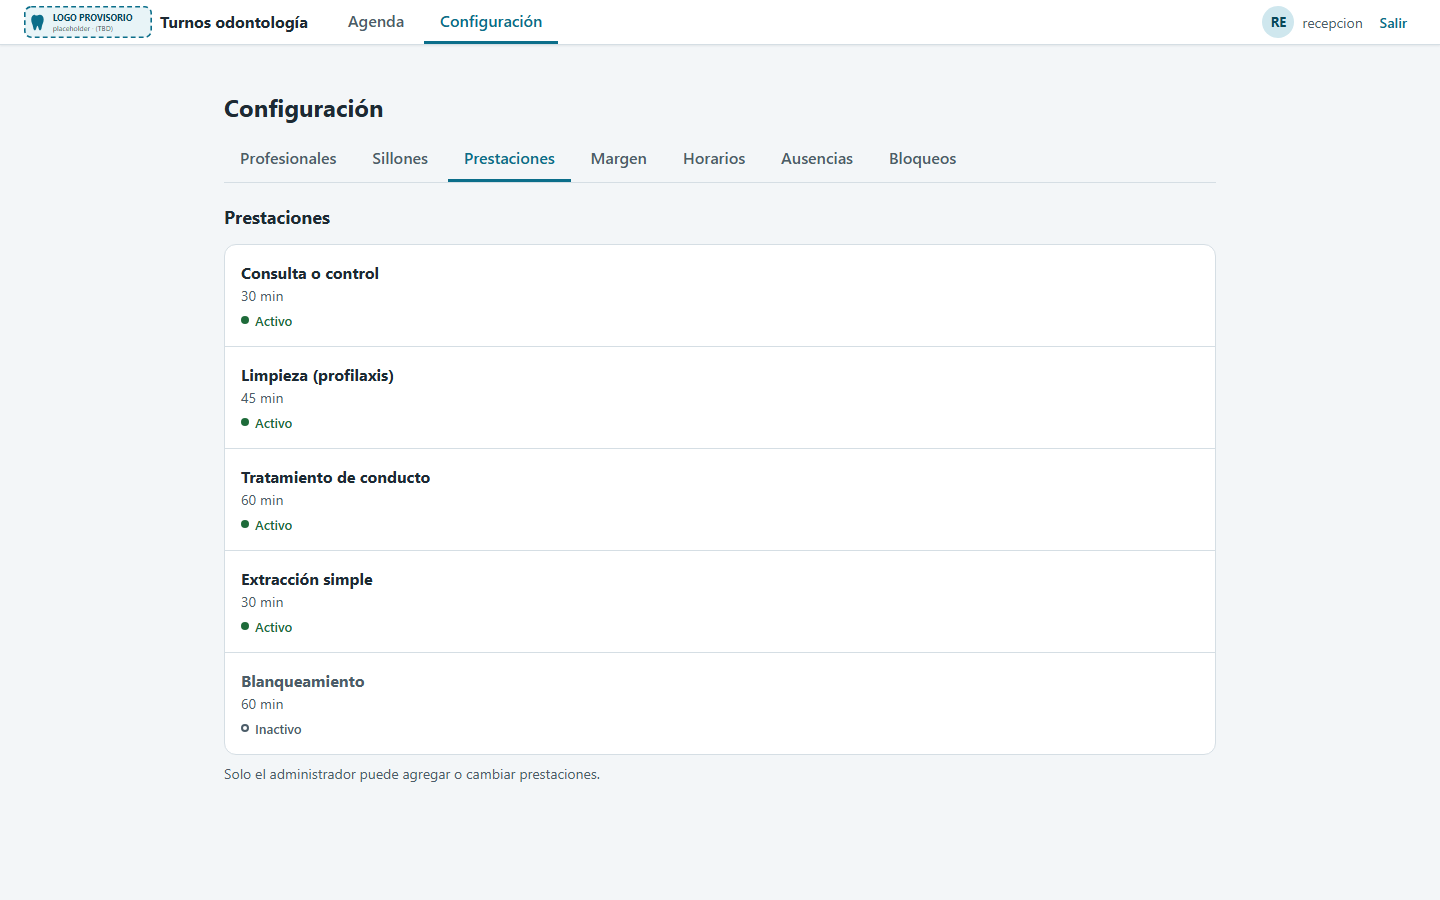 LOGO PROVISORIO
placeholder · (TBD)
Turnos odontología
Agenda
Configuración
RE
recepcion
Salir
Configuración
Profesionales
Sillones
Prestaciones
Margen
Horarios
Ausencias
Bloqueos
Prestaciones
Consulta o control
30 min
Activo
Limpieza (profilaxis)
45 min
Activo
Tratamiento de conducto
60 min
Activo
Extracción simple
30 min
Activo
Blanqueamiento
60 min
Inactivo
Solo el administrador puede agregar o cambiar prestaciones.